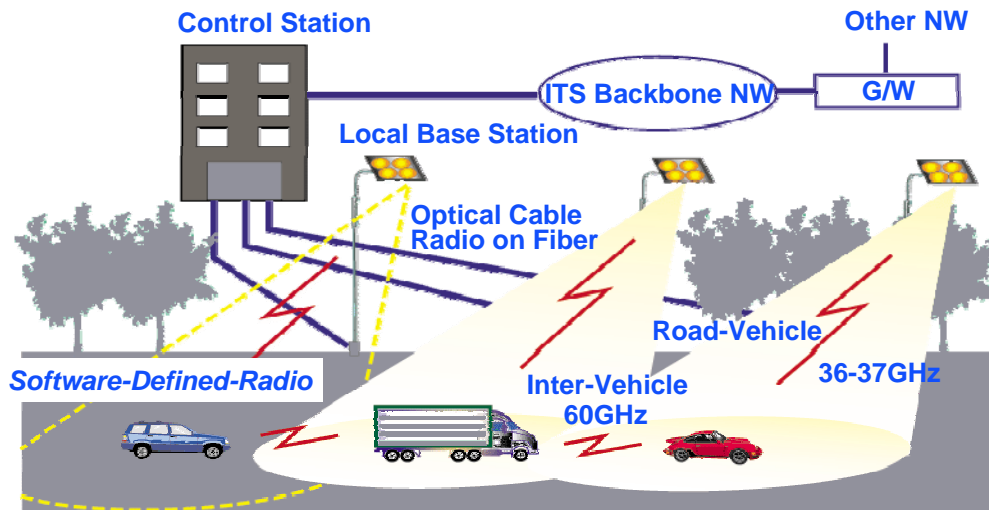 Control Station
Other NW
ITS Backbone NW
G/W
Local Base Station
Optical Cable
Radio on Fiber
Road-Vehicle
Software-Defined-Radio
Inter-Vehicle
60GHz
36-37GHz